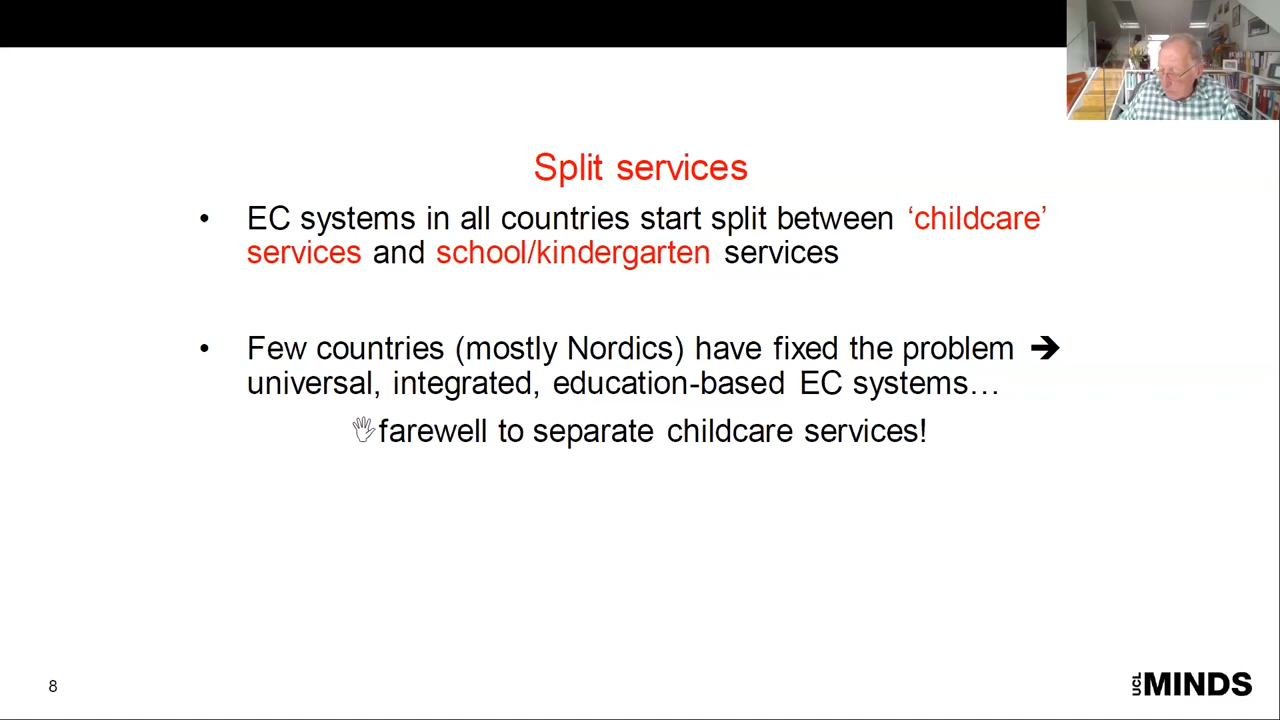 Split services
• EC systems in all countries start split between ‘childcare’
services and school/kindergarten services
• Few countries (mostly Nordics) have fixed the problem ➔
universal, integrated, education-based EC systems…
🖑farewell to separate childcare services!
8
UCL MINDS